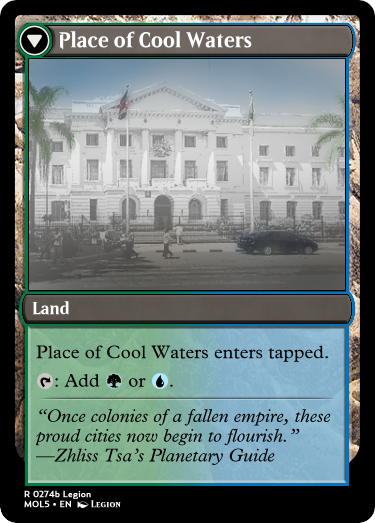 Place of Cool Waters
Land
Place of Cool Waters enters tapped.
: Add or .
“Once colonies of a fallen empire, these
proud cities now begin to flourish.”
—Zhliss Tsa's Planetary Guide
R 0274b Legion
MOL5 • EN Legion